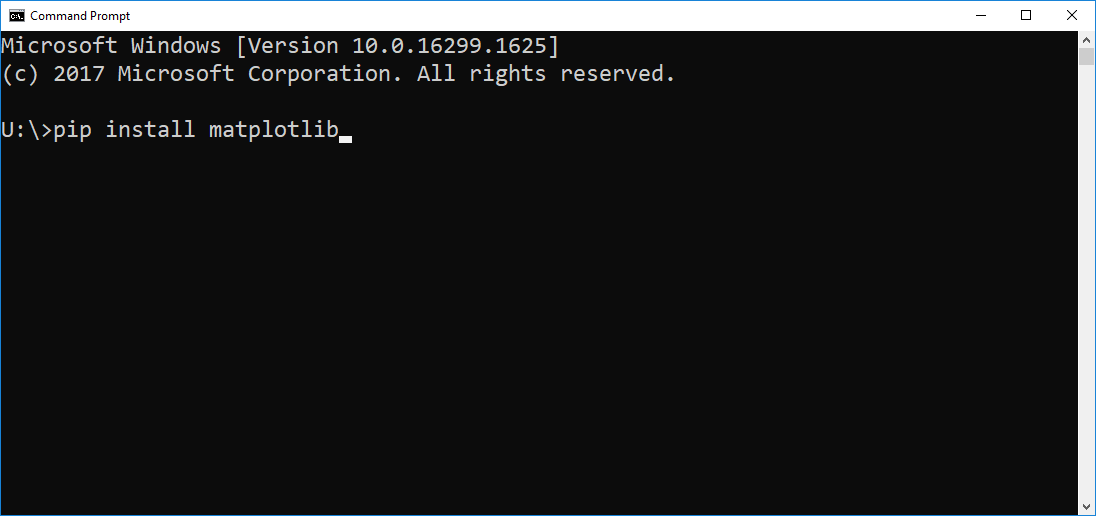 Command Prompt
Microsoft Windows [Version 10.0.16299.1625]
(c) 2017 Microsoft Corporation. All rights reserved.
U:\>pip install matplotlib